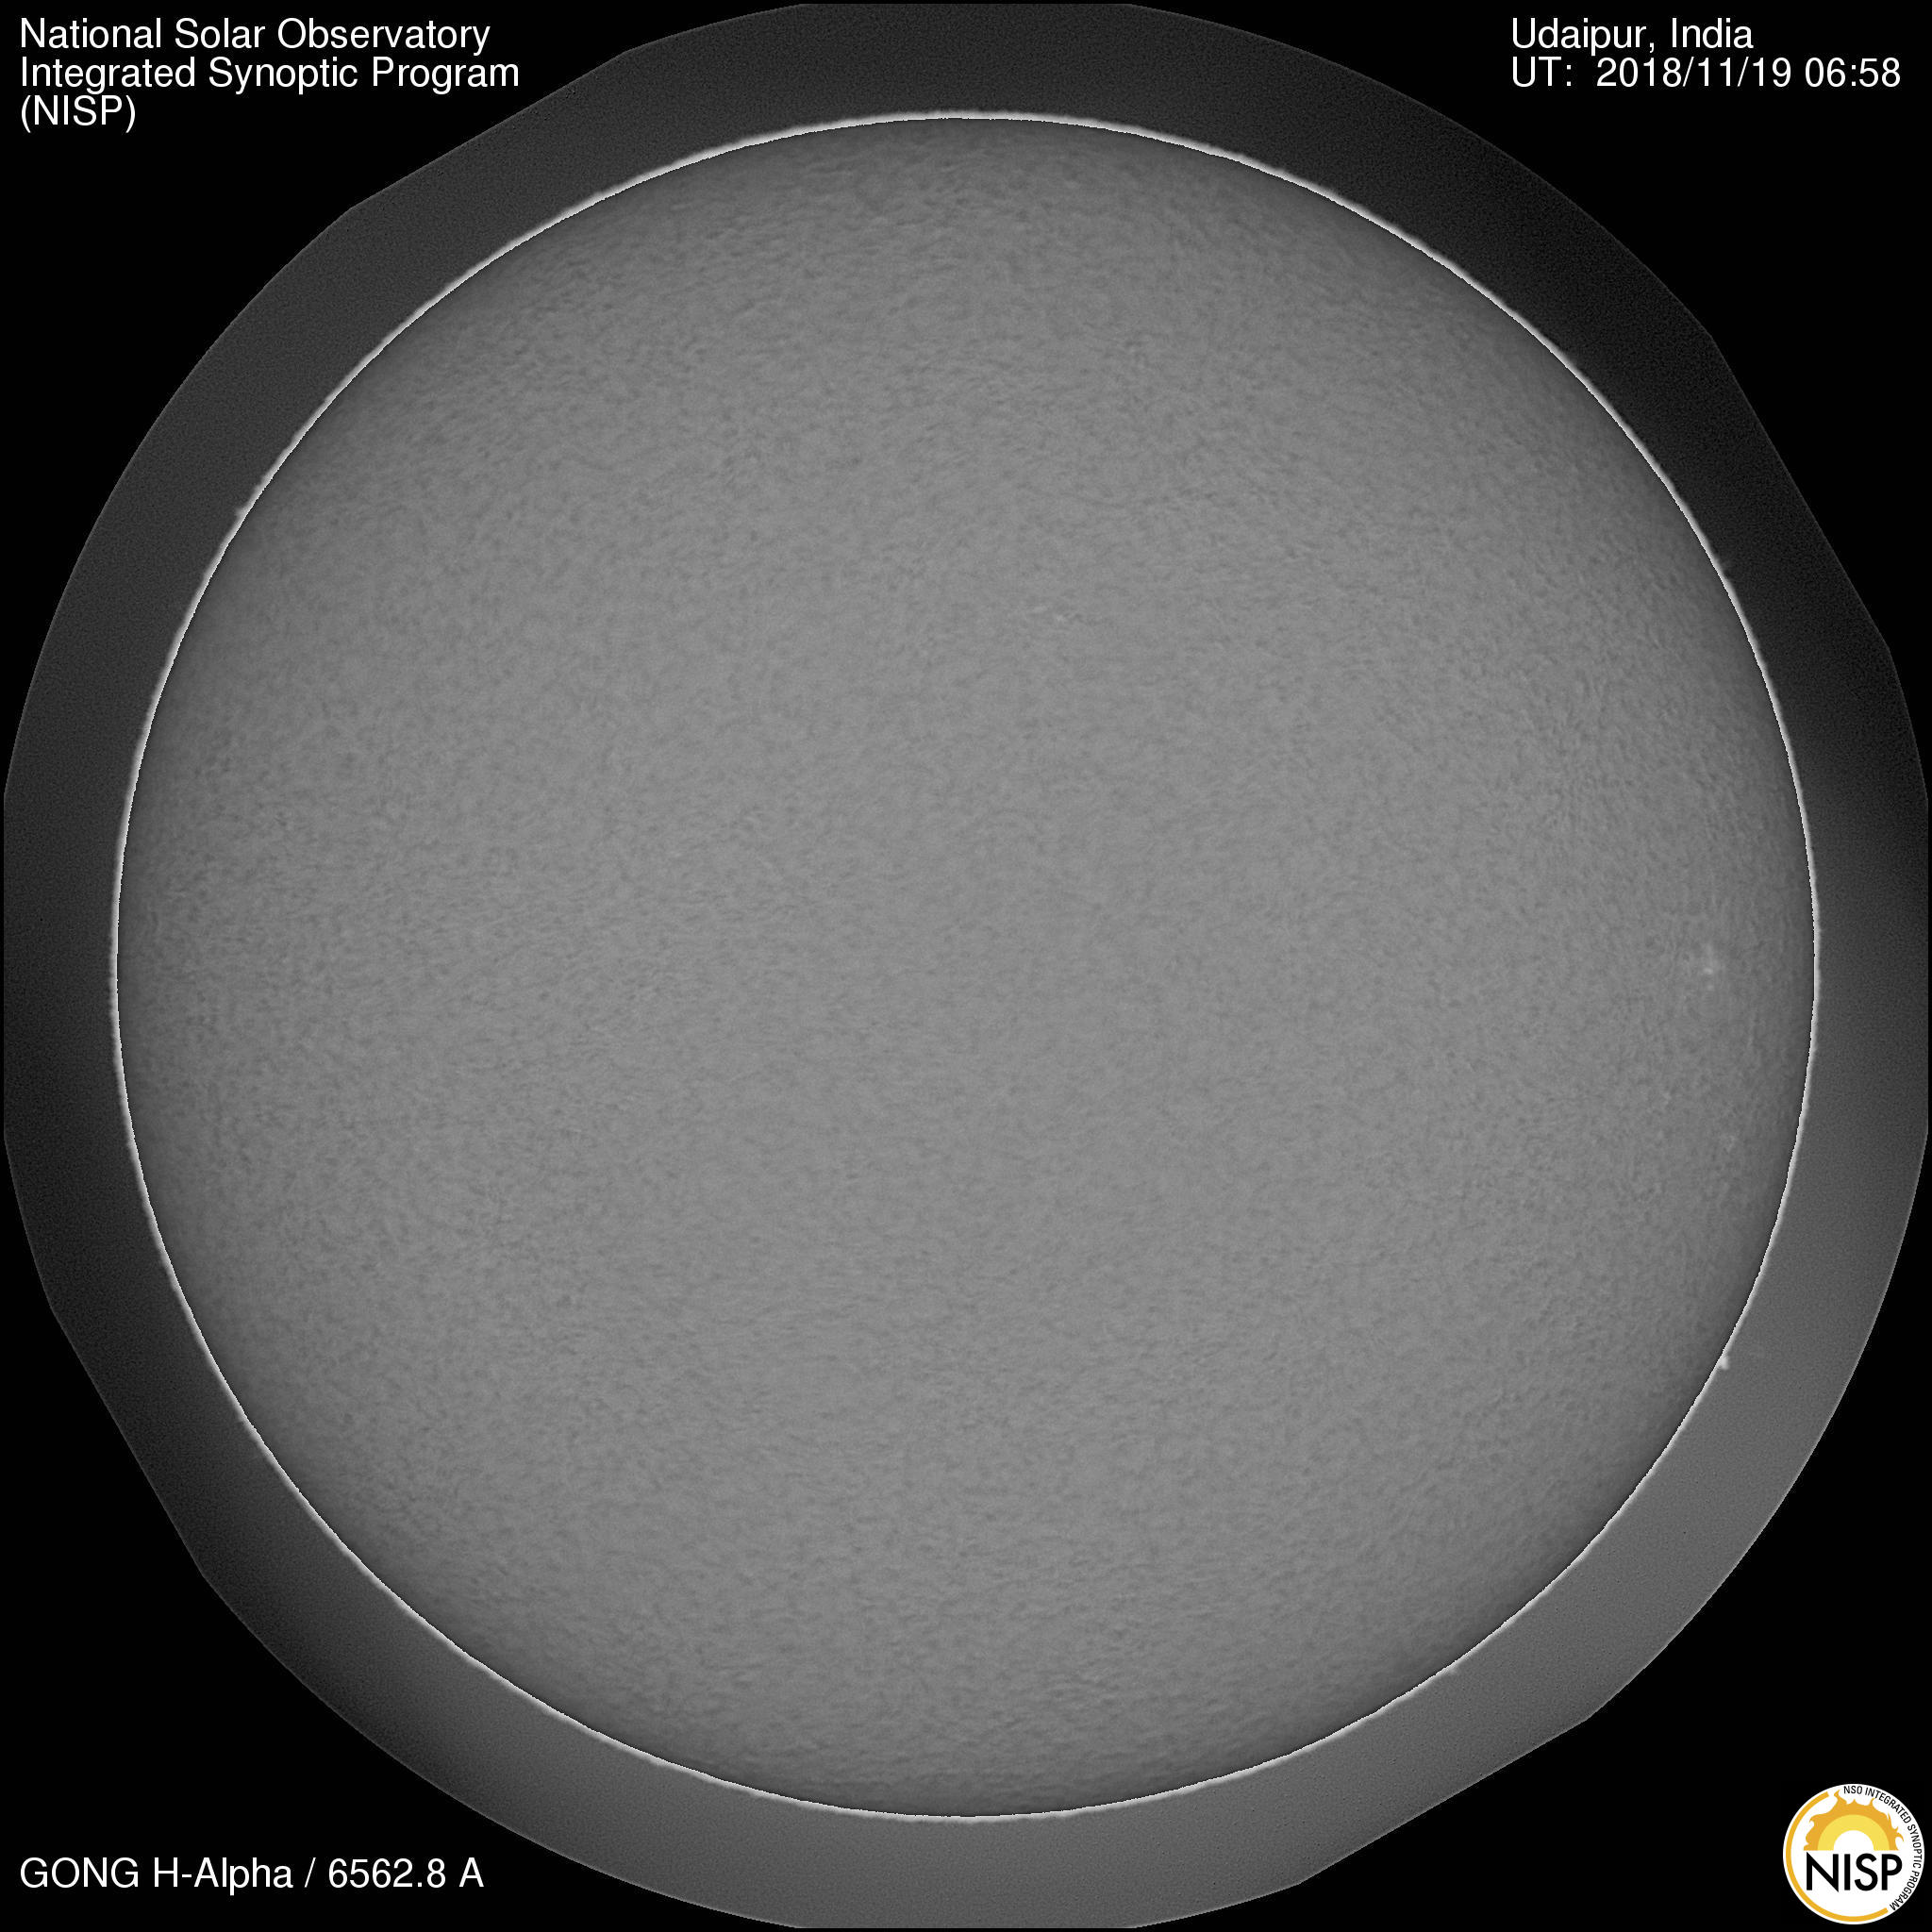 National Solar Observatory
Integrated Synoptic Program
(NISP)
Udaipur, India
UT: 2018/11/19 06:58
GONG H-Alpha / 6562.8 A
NSO INTEGRATED SYNOPTIC PROGRAM
NISP